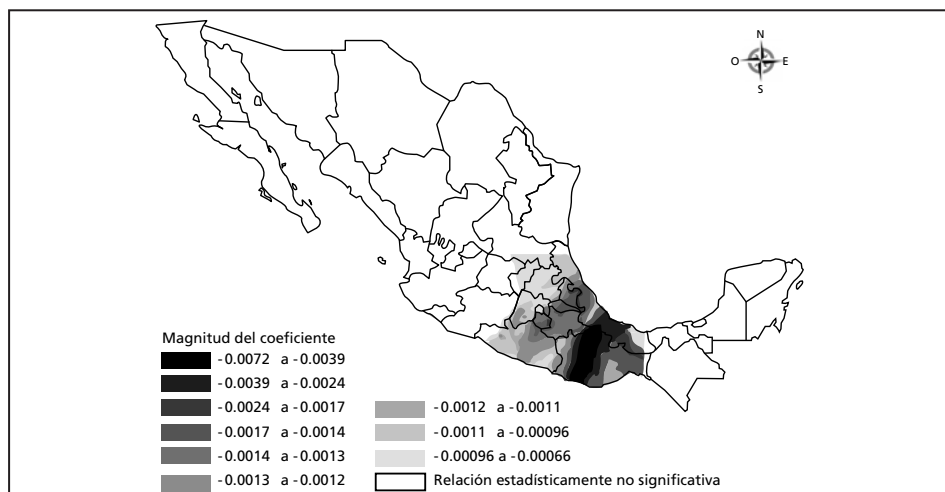 N
O E
S
Magnitud del coeficiente
-0.0072 a -0.0039
-0.0039 a -0.0024
-0.0024 a -0.0017
-0.0017 a -0.0014
-0.0014 a -0.0013
-0.0013 a -0.0012
-0.0012 a -0.0011
-0.0011 a -0.00096
-0.00096 a -0.00066
Relación estadísticamente no significativa